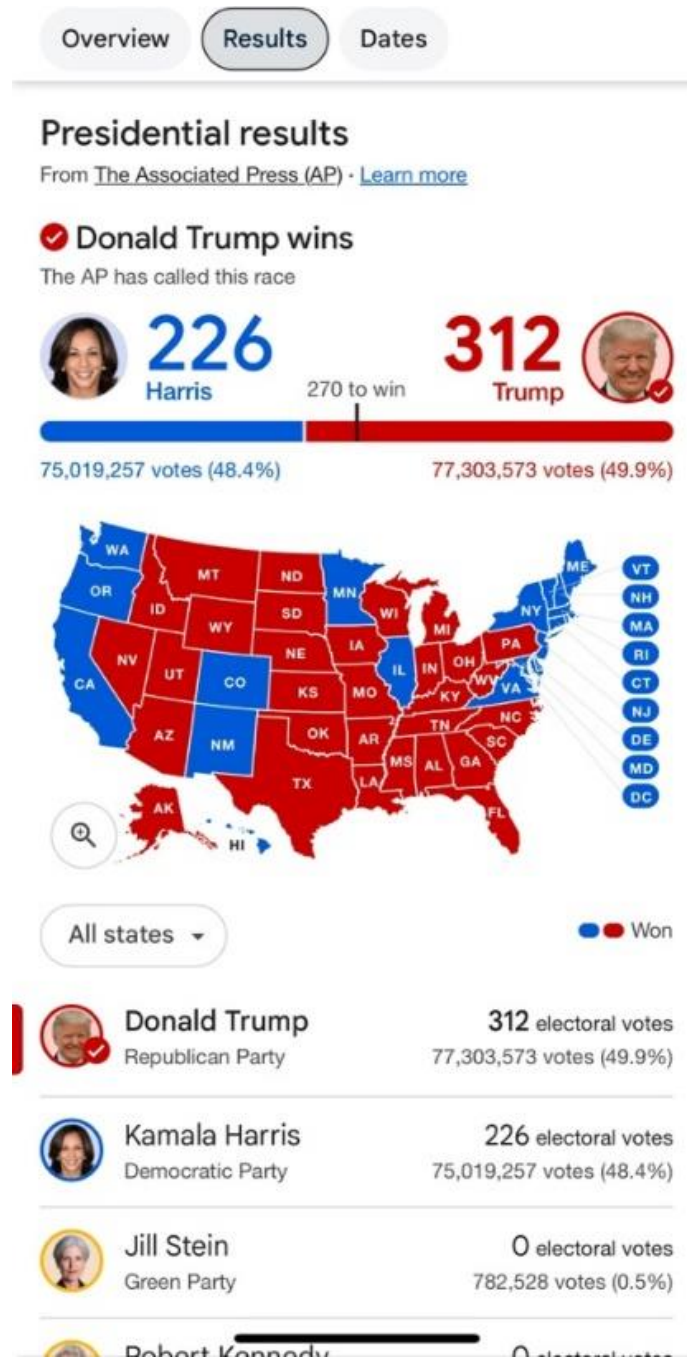 Overview Results Dates
Presidential results
From The Associated Press (AP) · Learn more
Donald Trump wins
The AP has called this race
226 312
Harris 270 to win Trump
75,019,257 votes (48.4%) 77,303,573 votes (49.9%)
WA
MT ND ME VT
OR MN
ID SD WI NY NH
WY MI MA
IA PA
NE RI
NV UT CO IL IN OH WV VA CT
CA KS MO KY
NJ
AZ NM OK AR TN NC DE
SC
MS AL GA MD
TX LA
DC
AK FL
HI
All states Won
Donald Trump 312 electoral votes
Republican Party 77,303,573 votes (49.9%)
Kamala Harris 226 electoral votes
Democratic Party 75,019,257 votes (48.4%)
Jill Stein 0 electoral votes
Green Party 782,528 votes (0.5%)
Robert Kennedy 0 electoral votes